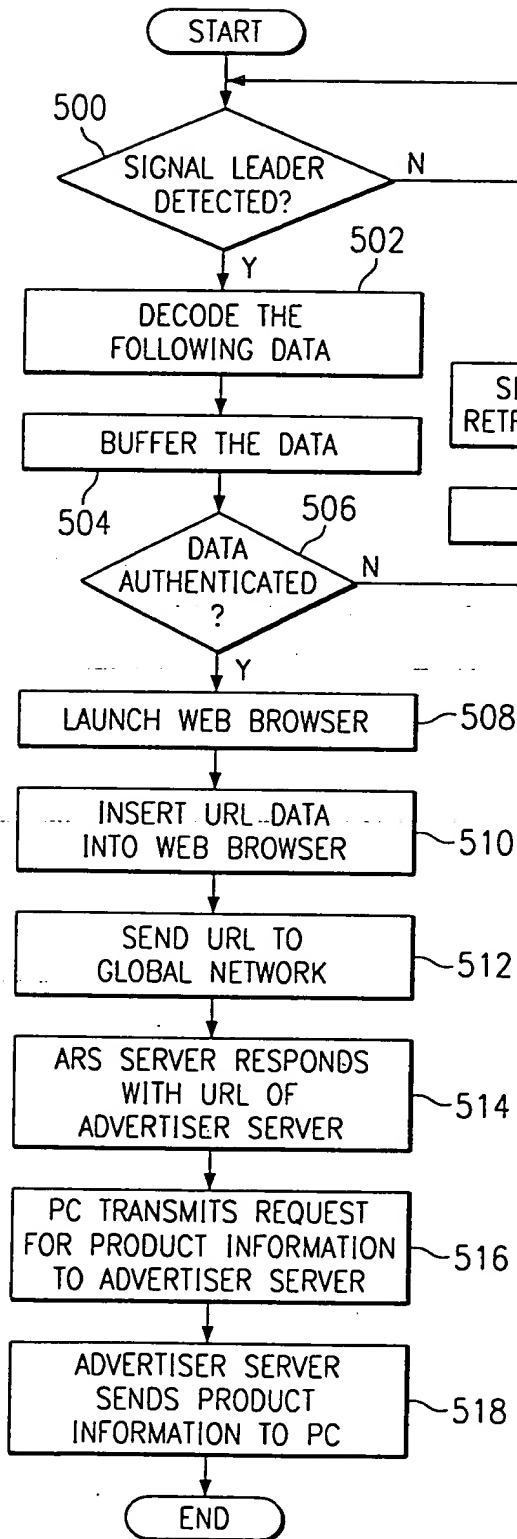 START
500
SIGNAL LEADER
DETECTED?
N
Y
502
DECODE THE
FOLLOWING DATA
BUFFER THE DATA
504
506
DATA
AUTHENTICATED
?
N
Y
LAUNCH WEB BROWSER
508
INSERT URL DATA
INTO WEB BROWSER
510
SEND URL TO
GLOBAL NETWORK
512
ARS SERVER RESPONDS
WITH URL OF
ADVERTISER SERVER
514
PC TRANSMITS REQUEST
FOR PRODUCT INFORMATION
TO ADVERTISER SERVER
516
ADVERTISER SERVER
SENDS PRODUCT
INFORMATION TO PC
518
END